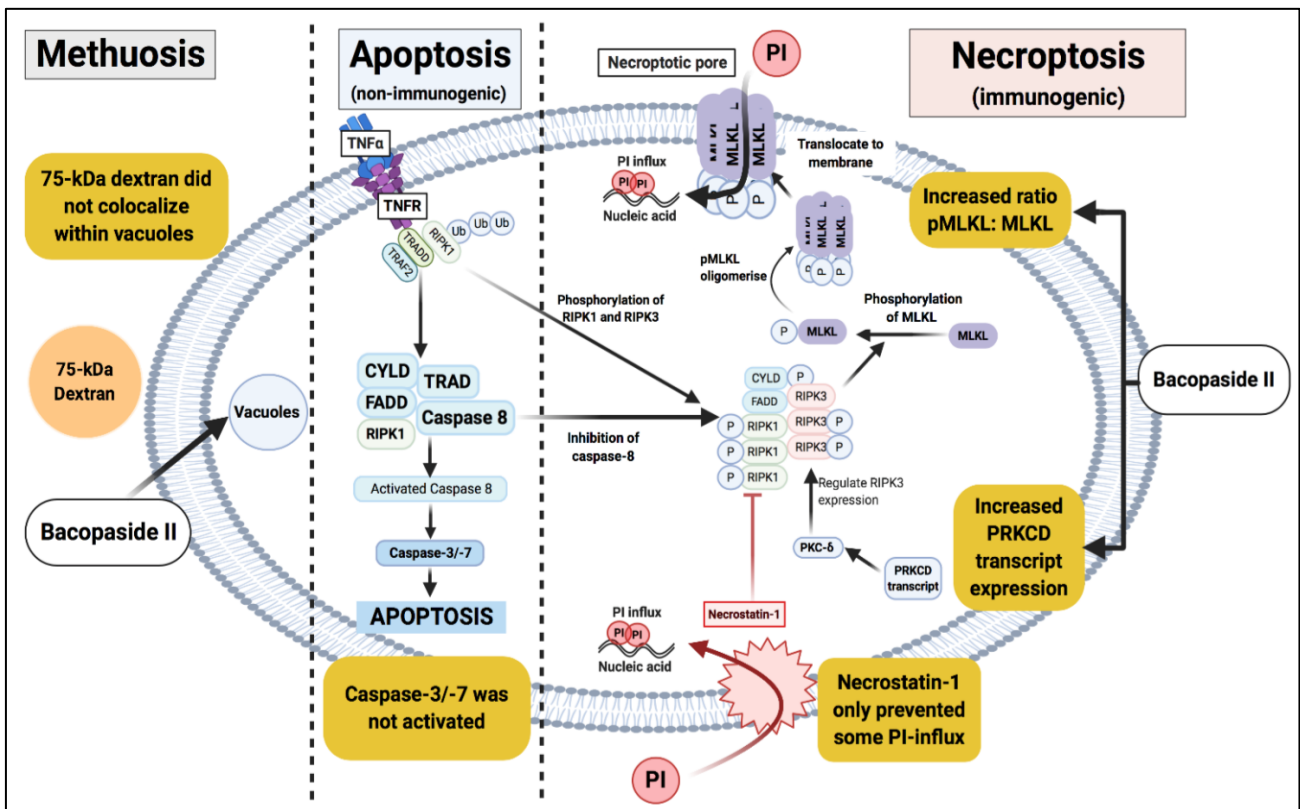 Methuosis
75-kDa dextran did
not colocalize
within vacuoles
75-kDa
Dextran
Vacuoles
Bacopaside II
Apoptosis
(non-immunogenic)
TNFα
TNFR
TRADD
TRAF2
RIPK1
Ub
Ub
Ub
Phosphorylation of
RIPK1 and RIPK3
CYLD
TRAD
FADD
Caspase 8
RIPK1
Inhibition of
caspase-8
Activated Caspase 8
Caspase-3/-7
APOPTOSIS
Caspase-3/-7 was
not activated
Necroptosis
(immunogenic)
Necroptotic pore
PI
MLKL
MLKL
P
PI influx
PI PI
Nucleic acid
Translocate to
membrane
MLKL
MLKL
MLKL
P
P
P
pMLKL
oligomerise
Phosphorylation
of MLKL
P
MLKL
MLKL
CYLD
P
FADD
RIPK3
P
RIPK1
RIPK3
P
P
RIPK1
RIPK3
P
P
RIPK1
Regulate RIPK3
expression
PKC-δ
PRKCD
transcript
Necrostatin-1
PI influx
PI PI
Nucleic acid
PI
Increased ratio
pMLKL: MLKL
Bacopaside II
Increased
PRKCD
transcript
expression
Necrostatin-1
only prevented
some PI-influx